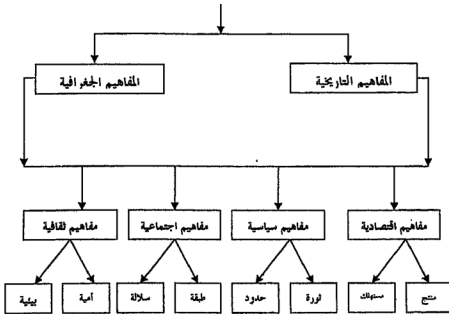 المفاهيم التاريخية
المفاهيم الجغرافية
مفاهيم اقتصادية
مفاهيم سياسية
مفاهيم اجتماعية
مفاهيم ثقافية
منتج
مستهلك
ثورة
حدود
طبقة
سلالة
أمية
بيئية